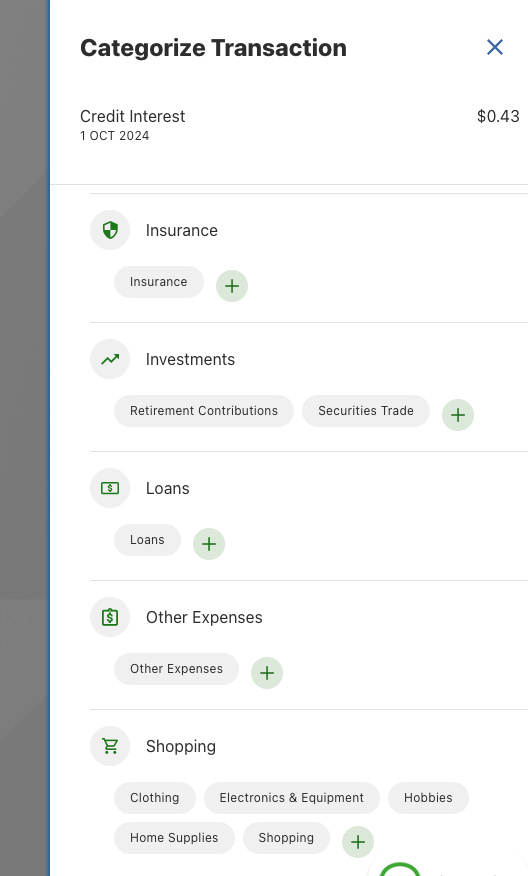 Categorize Transaction
Credit Interest $0.43
1 OCT 2024
Insurance
Insurance
Investments
Retirement Contributions Securities Trade
Loans
Loans
Other Expenses
Other Expenses
Shopping
Clothing Electronics & Equipment Hobbies
Home Supplies Shopping